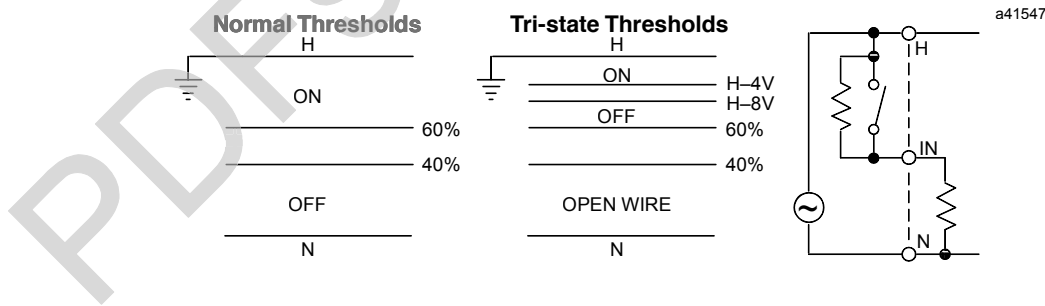 a41547
Normal Thresholds
H
ON
60%
40%
OFF
N
Tri-state Thresholds
H
ON
H–4V
H–8V
OFF
60%
40%
OPEN WIRE
N
H
IN
~
N
PDFS